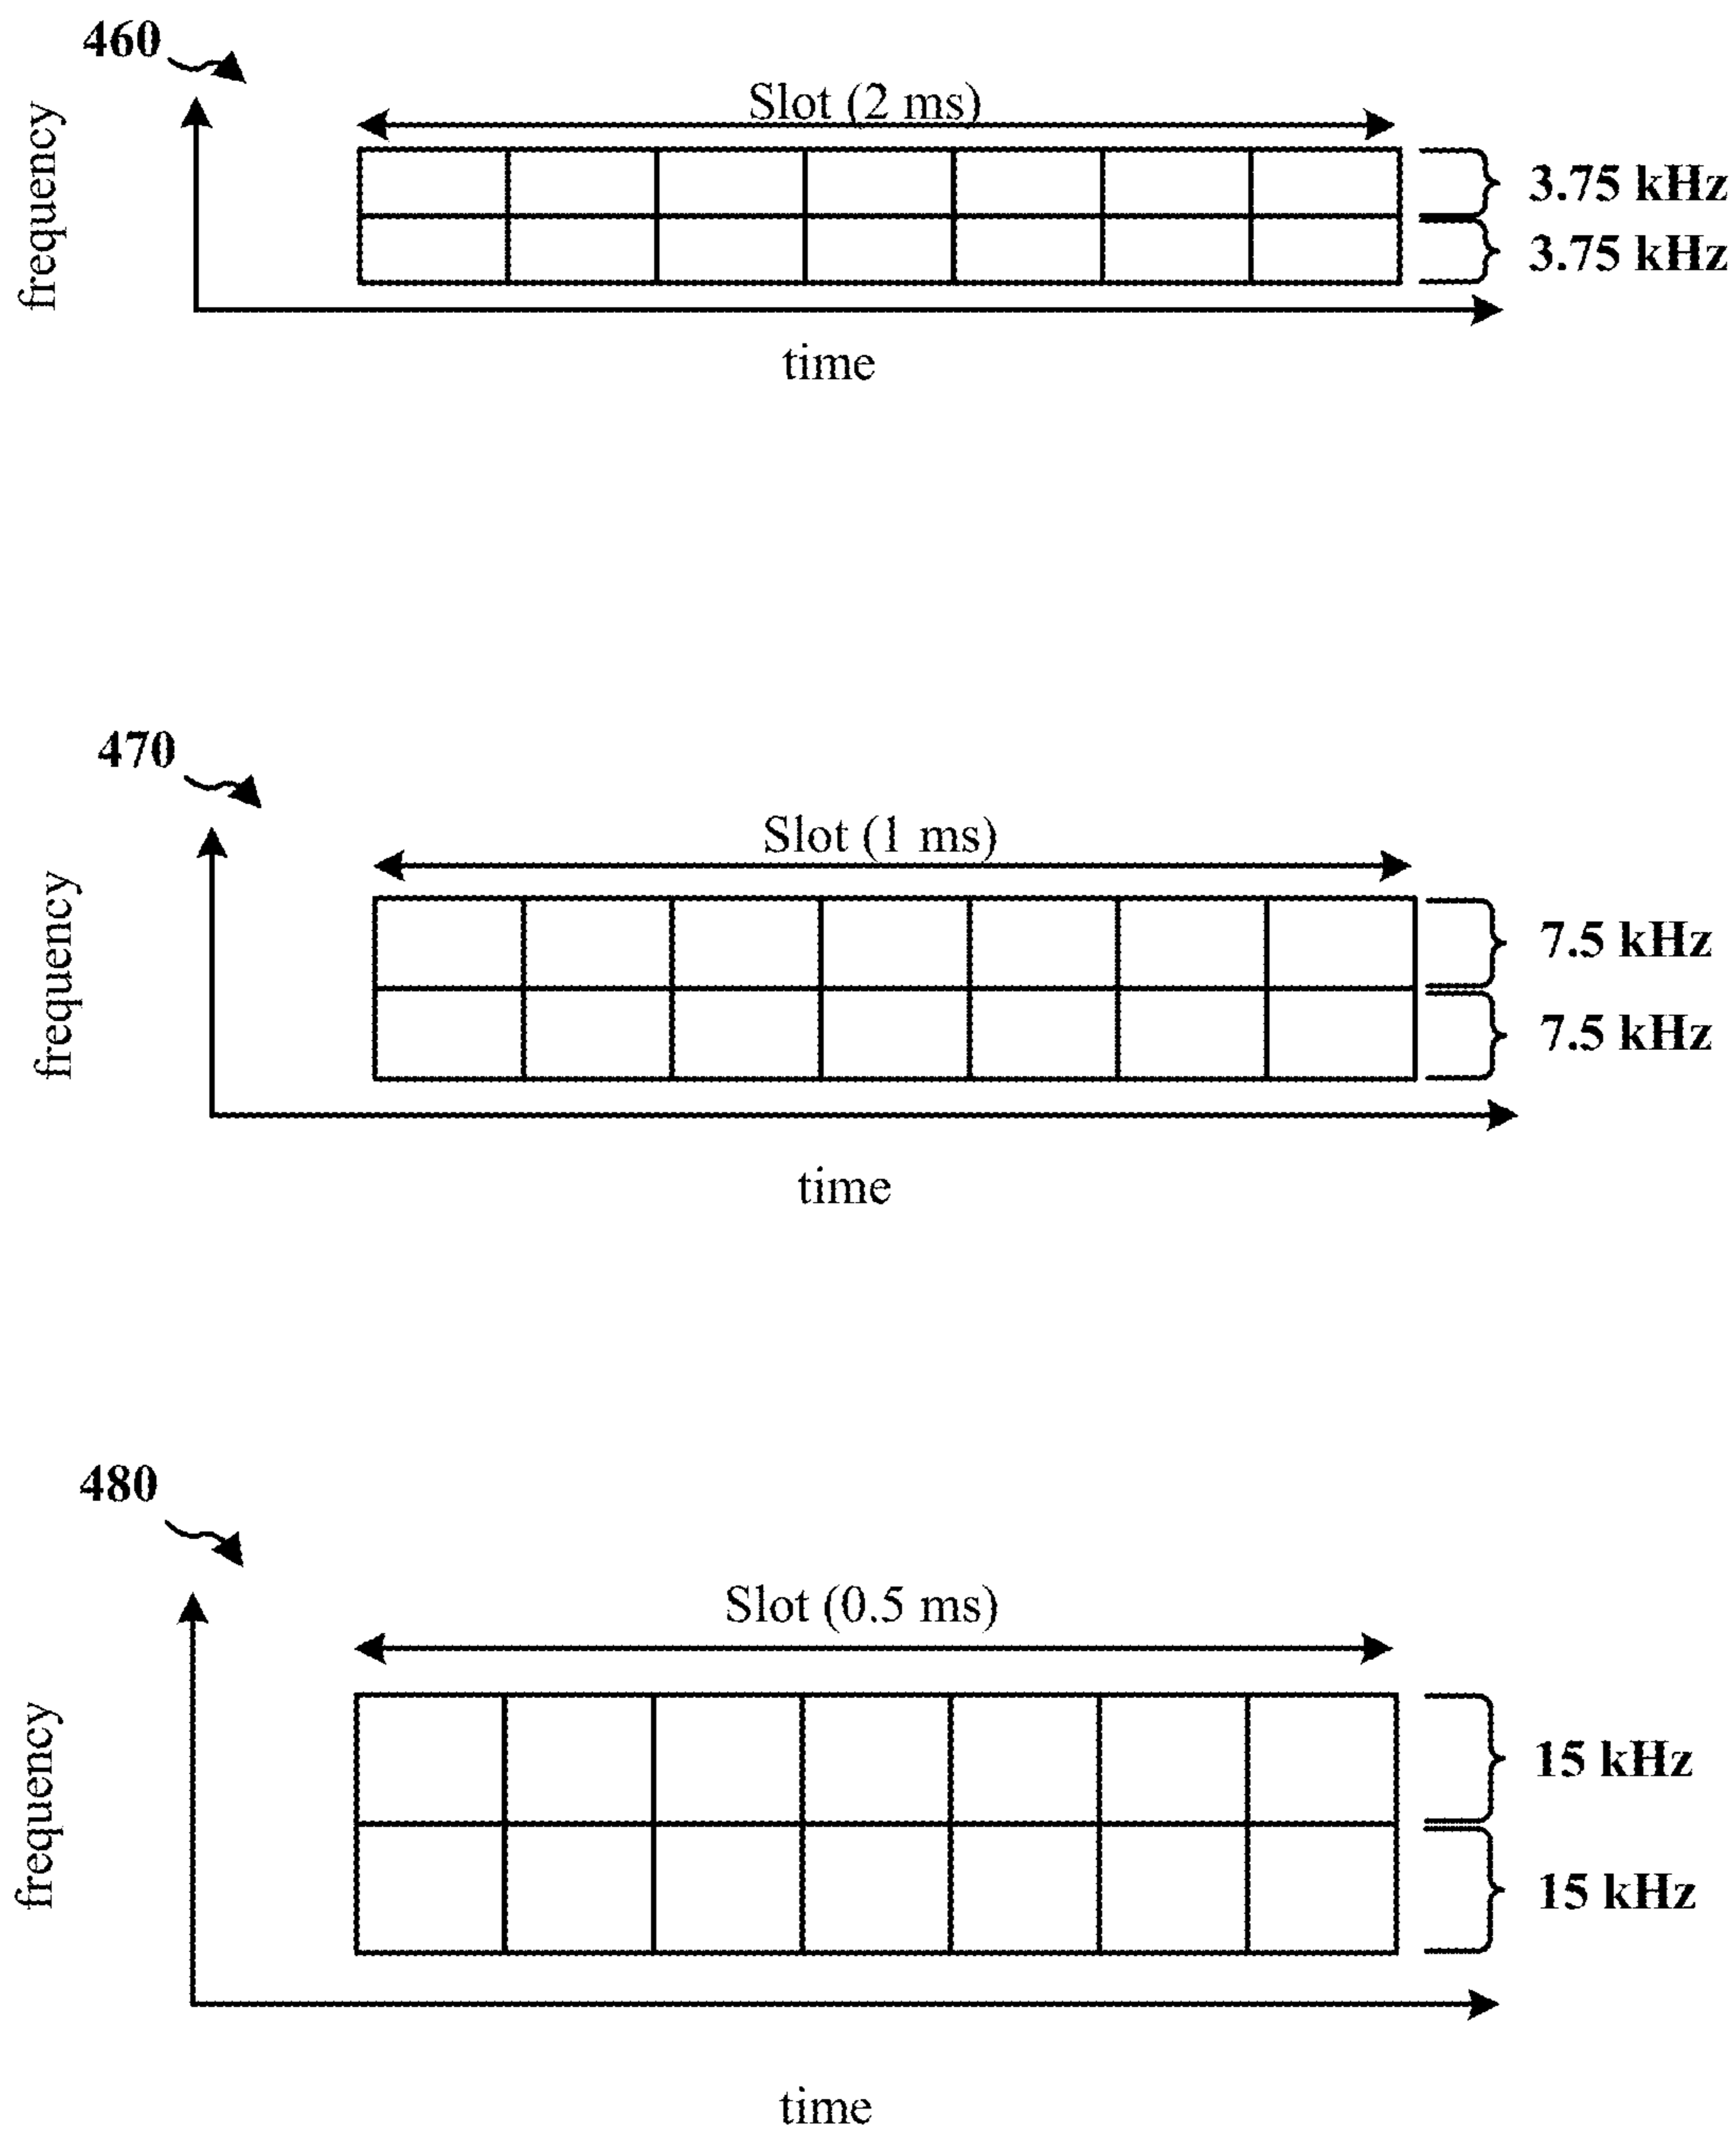 460
Slot (2 ms)
frequency
3.75 kHz
3.75 kHz
time
470
Slot (1 ms)
frequency
7.5 kHz
7.5 kHz
time
480
Slot (0.5 ms)
frequency
15 kHz
15 kHz
time